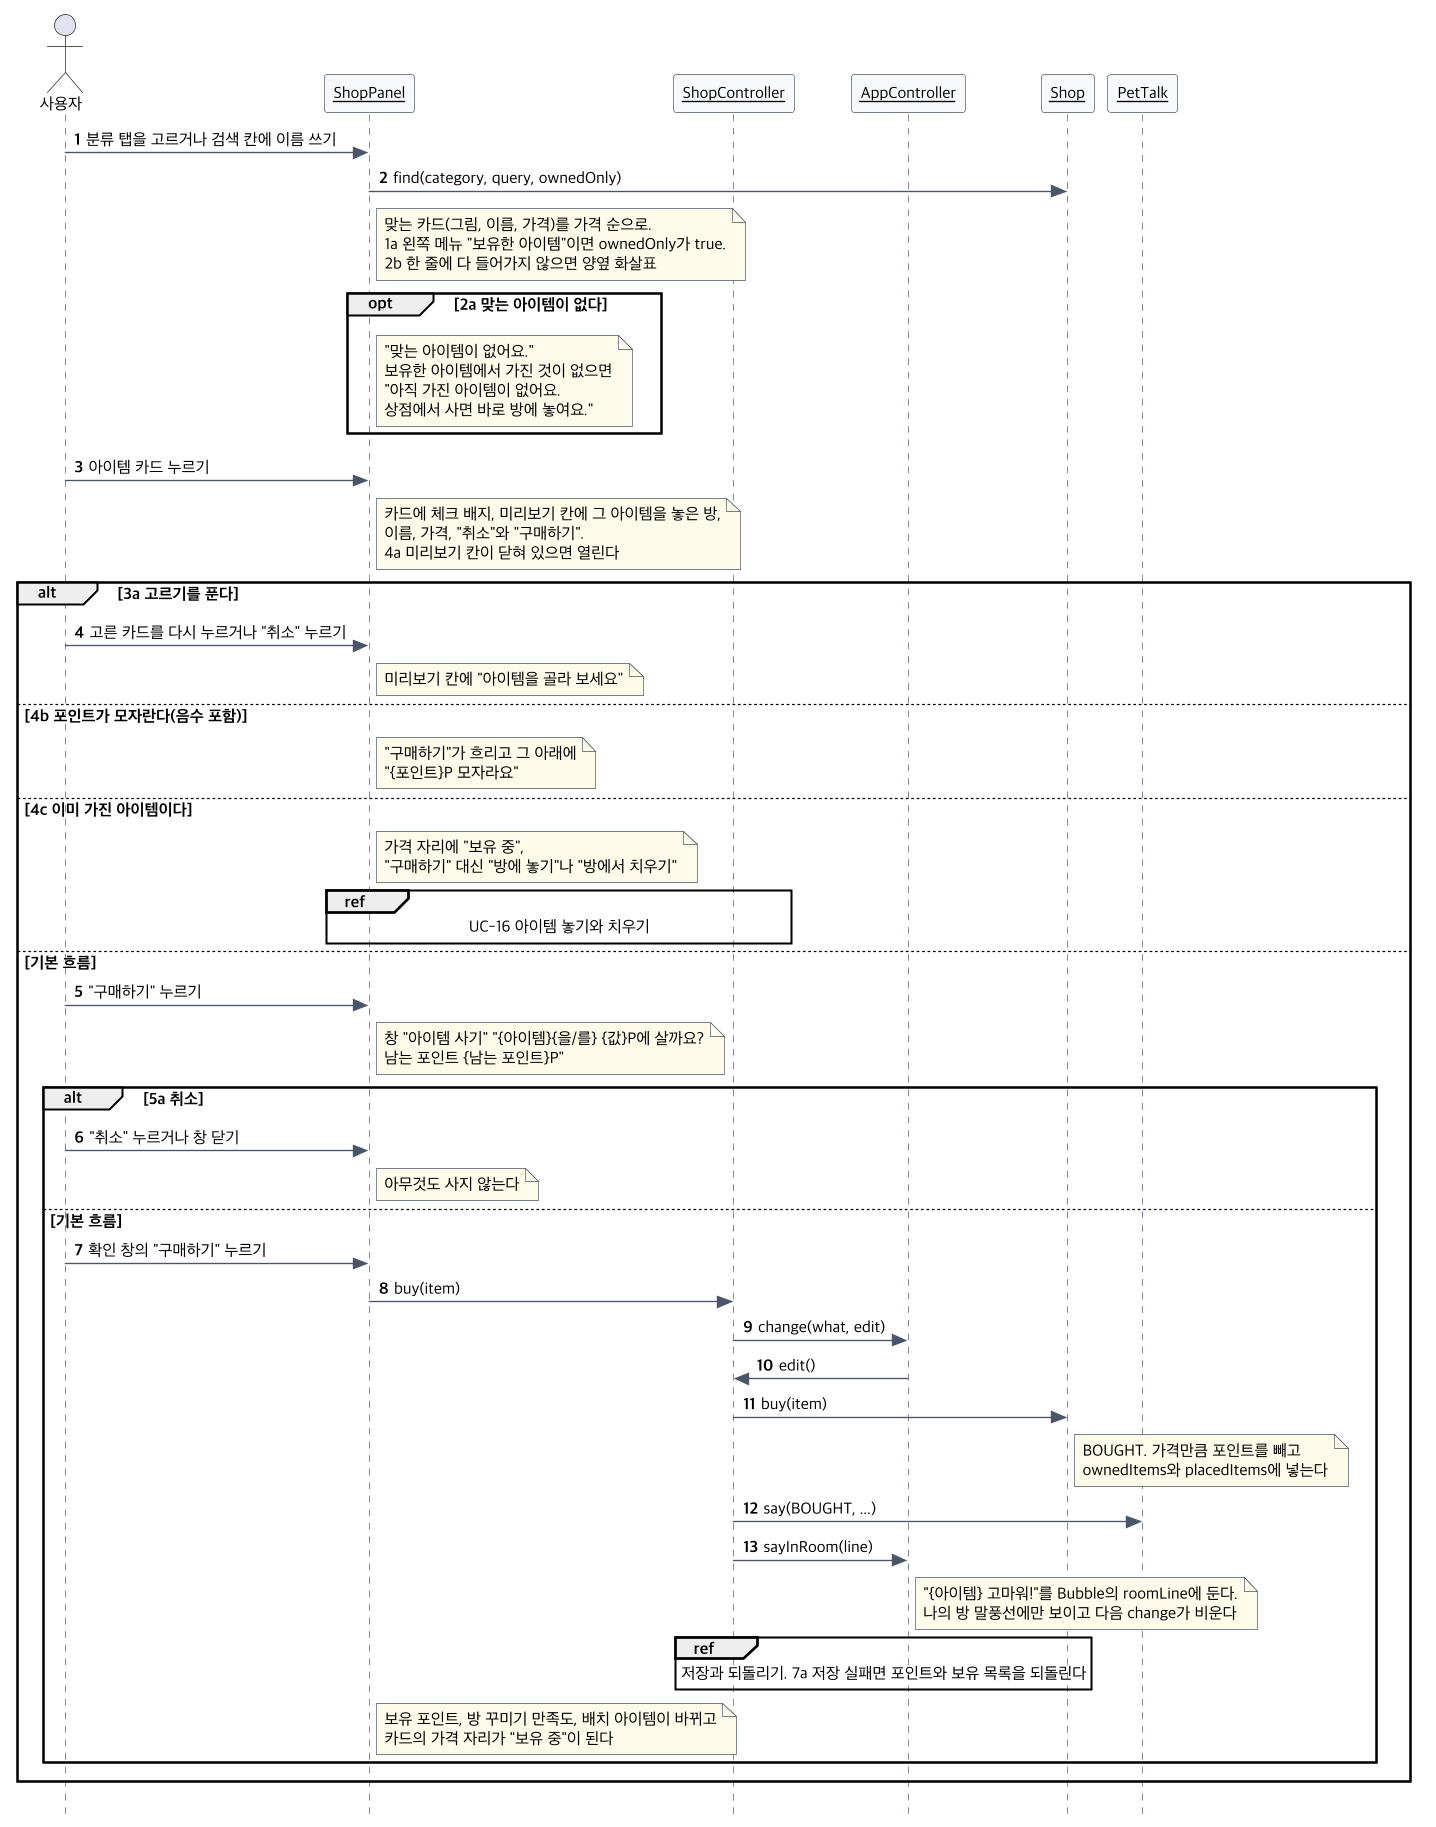 사용자
ShopPanel
ShopController
AppController
Shop
PetTalk
1 분류 탭을 고르거나 검색 칸에 이름 쓰기
2 find(category, query, ownedOnly)
맞는 카드(그림, 이름, 가격)를 가격 순으로.
1a 왼쪽 메뉴 "보유한 아이템"이면 ownedOnly가 true.
2b 한 줄에 다 들어가지 않으면 양옆 화살표
opt [2a 맞는 아이템이 없다]
"맞는 아이템이 없어요."
보유한 아이템에서 가진 것이 없으면
"아직 가진 아이템이 없어요.
상점에서 사면 바로 방에 놓여요."
3 아이템 카드 누르기
카드에 체크 배지, 미리보기 칸에 그 아이템을 놓은 방,
이름, 가격, "취소"와 "구매하기".
4a 미리보기 칸이 닫혀 있으면 열린다
alt [3a 고르기를 푼다]
4 고른 카드를 다시 누르거나 "취소" 누르기
미리보기 칸에 "아이템을 골라 보세요"
[4b 포인트가 모자란다(음수 포함)]
"구매하기"가 흐리고 그 아래에
"{포인트}P 모자라요"
[4c 이미 가진 아이템이다]
가격 자리에 "보유 중",
"구매하기" 대신 "방에 놓기"나 "방에서 치우기"
ref
UC-16 아이템 놓기와 치우기
[기본 흐름]
5 "구매하기" 누르기
창 "아이템 사기" "{아이템}{을/를} {값}P에 살까요?
남는 포인트 {남는 포인트}P"
alt [5a 취소]
6 "취소" 누르거나 창 닫기
아무것도 사지 않는다
[기본 흐름]
7 확인 창의 "구매하기" 누르기
8 buy(item)
9 change(what, edit)
10 edit()
11 buy(item)
BOUGHT. 가격만큼 포인트를 빼고
ownedItems와 placedItems에 넣는다
12 say(BOUGHT, ...)
13 sayInRoom(line)
"{아이템} 고마워!"를 Bubble의 roomLine에 둔다.
나의 방 말풍선에만 보이고 다음 change가 비운다
ref
저장과 되돌리기. 7a 저장 실패면 포인트와 보유 목록을 되돌린다
보유 포인트, 방 꾸미기 만족도, 배치 아이템이 바뀌고
카드의 가격 자리가 "보유 중"이 된다